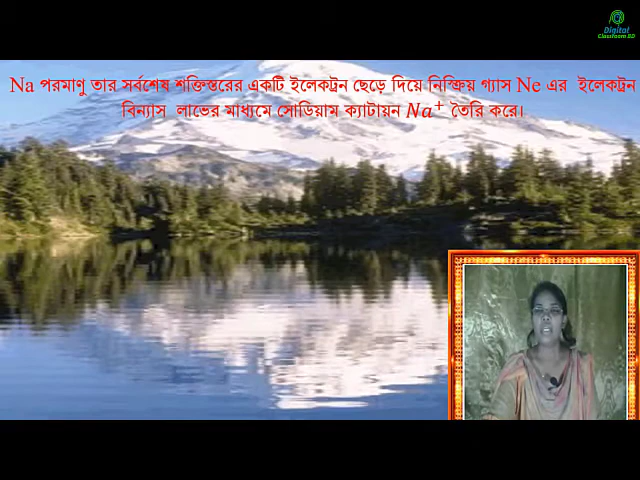 Digital
Classroom BD
Na পরমাণু তার সর্বশেষ শক্তিস্তরের একটি ইলেকট্রন ছেড়ে দিয়ে নিস্ক্রিয় গ্যাস Ne এর ইলেকট্রন
বিন্যাস লাভের মাধ্যমে সোডিয়াম ক্যাটায়ন Na⁺ তৈরি করে।